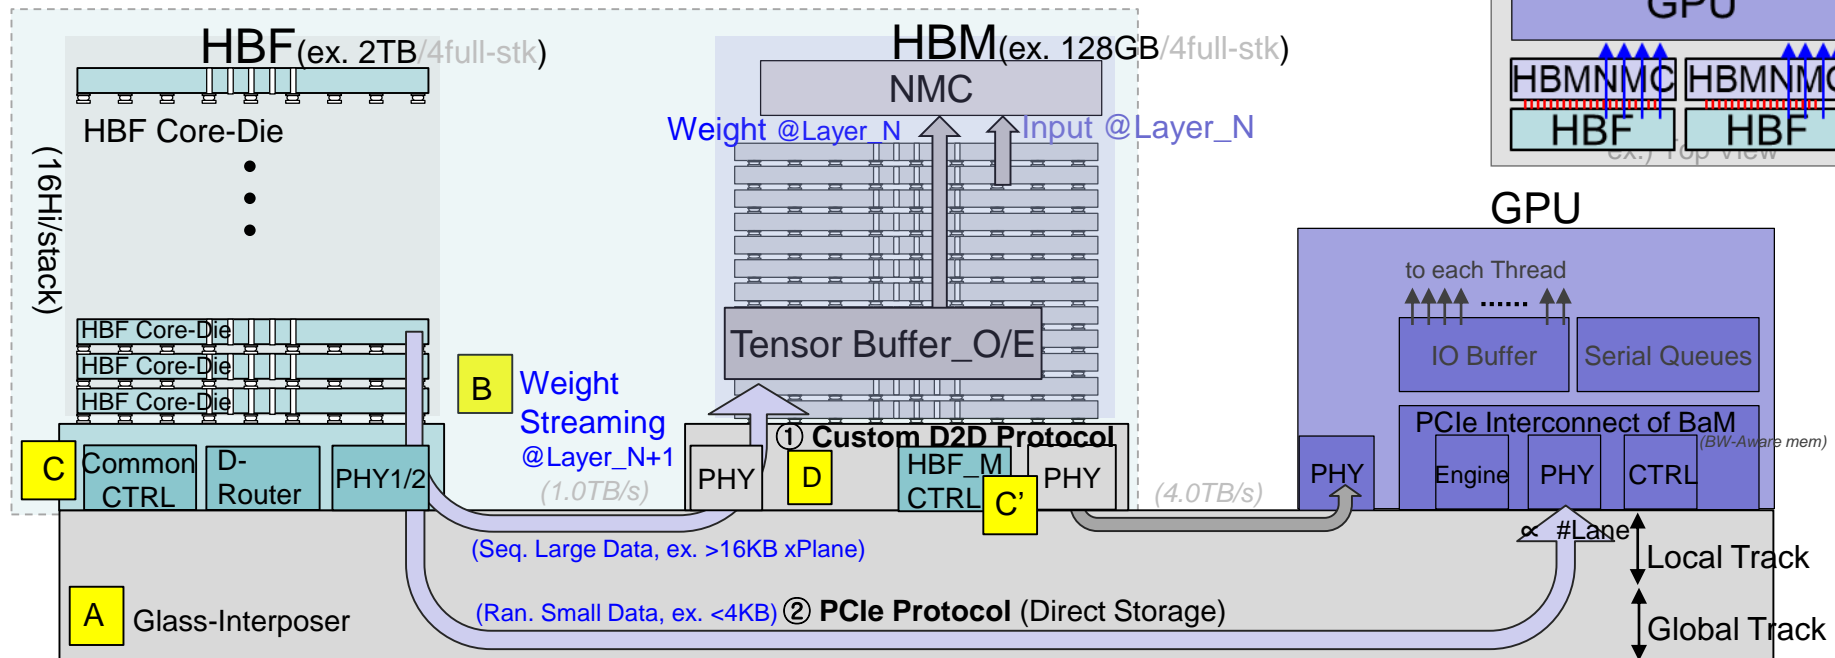 HBF(ex. 2TB/4full-stk)
HBF Core-Die
(16Hi/stack)
HBF Core-Die
HBF Core-Die
HBF Core-Die
C
Common
CTRL
D-
Router
PHY1/2
B
Weight
Streaming
@Layer_N+1
(1.0TB/s)
HBM(ex. 128GB/4full-stk)
NMC
Weight @Layer_N
Input @Layer_N
Tensor Buffer_O/E
① Custom D2D Protocol
PHY
D
HBF_M
CTRL
C'
PHY
(4.0TB/s)
GPU
HBMNMC
HBMNMC
HBF
HBF
ex.) Top View
GPU
to each Thread
IO Buffer
Serial Queues
PCIe Interconnect of BaM
(BW-Aware mem)
PHY
Engine
PHY
CTRL
∝ #Lane
Local Track
Global Track
(Seq. Large Data, ex. >16KB xPlane)
(Ran. Small Data, ex. <4KB) ② PCIe Protocol (Direct Storage)
A
Glass-Interposer